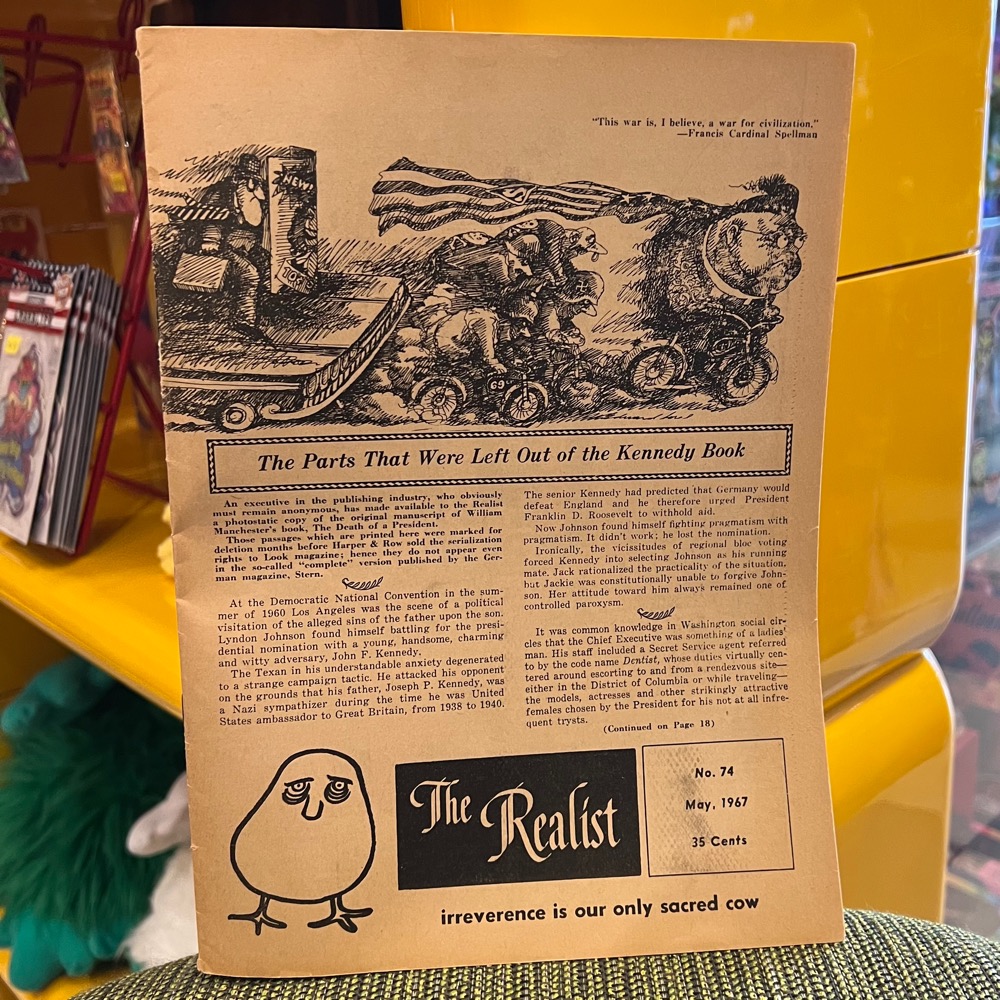 "This war is, I believe, a war for civilization."
—Francis Cardinal Spellman
NEW!
69
The Parts That Were Left Out of the Kennedy Book
An executive in the publishing industry, who obviously
must remain anonymous, has made available to the Realist
a photostatic copy of the original manuscript of William
Manchester's book, The Death of a President.
Those passages which are printed here were marked for
deletion months before Harper & Row sold the serialization
rights to Look magazine; hence they do not appear even
in the so-called "complete" version published by the Ger-
man magazine, Stern.
At the Democratic National Convention in the sum-
mer of 1960 Los Angeles was the scene of a political
visitation of the alleged sins of the father upon the son.
Lyndon Johnson found himself battling for the presi-
dential nomination with a young, handsome, charming
and witty adversary, John F. Kennedy.
The Texan in his understandable anxiety degenerated
to a strange campaign tactic. He attacked his opponent
on the grounds that his father, Joseph P. Kennedy, was
a Nazi sympathizer during the time he was United
States ambassador to Great Britain, from 1938 to 1940.
The senior Kennedy had predicted that Germany would
defeat England and he therefore urged President
Franklin D. Roosevelt to withhold aid.
Now Johnson found himself fighting pragmatism with
pragmatism. It didn't work; he lost the nomination.
Ironically, the vicissitudes of regional bloc voting
forced Kennedy into selecting Johnson as his running
mate. Jack rationalized the practicality of the situation,
but Jackie was constitutionally unable to forgive John-
son. Her attitude toward him always remained one of
controlled paroxysm.
It was common knowledge in Washington social cir-
cles that the Chief Executive was something of a ladies'
man. His staff included a Secret Service agent referred
to by the code name Dentist, whose duties virtually cen-
tered around escorting to and from a rendezvous site—
either in the District of Columbia or while traveling—
the models, actresses and other strikingly attractive
females chosen by the President for his not at all infre-
quent trysts.
(Continued on Page 18)
The Realist
No. 74
May, 1967
35 Cents
irreverence is our only sacred cow